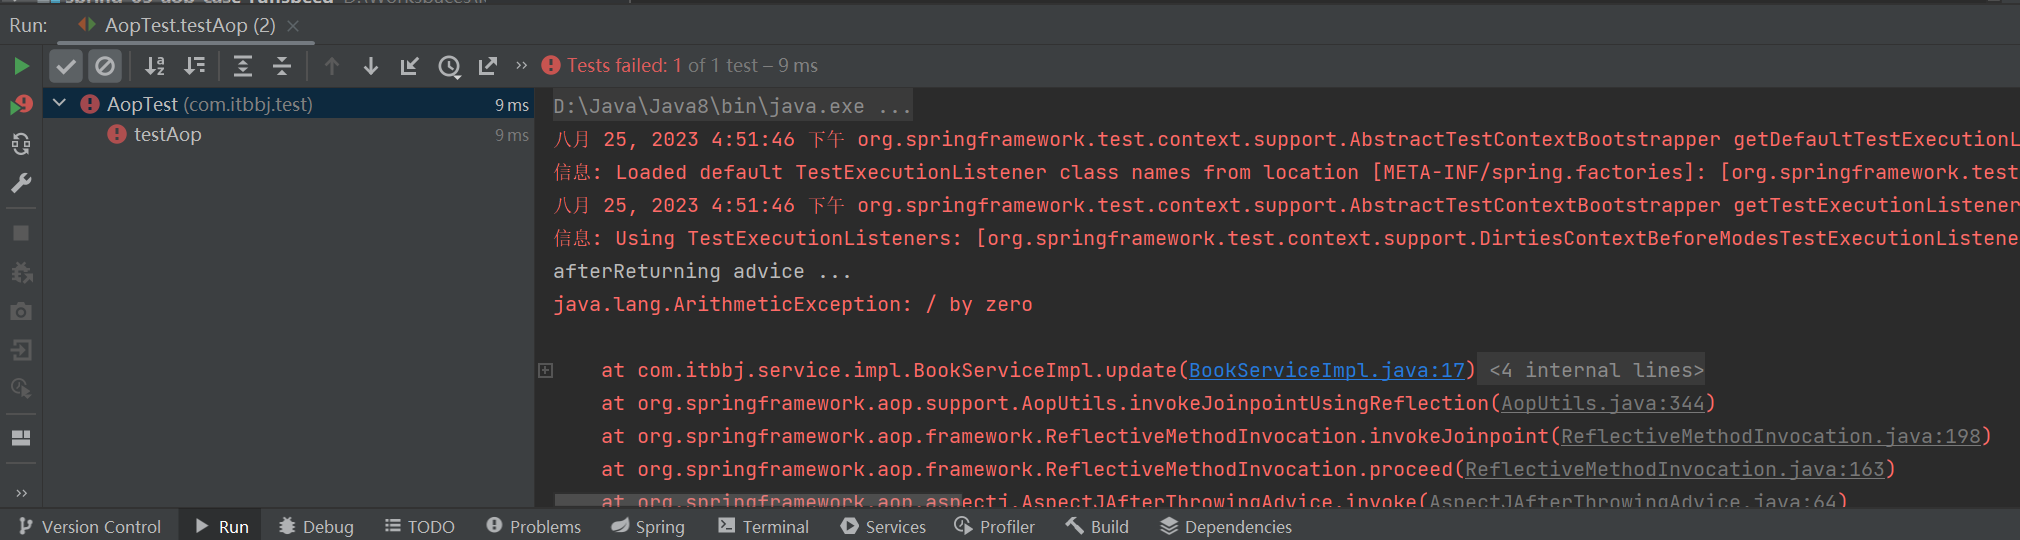 Run: AopTest.testAop (2)
Tests failed: 1 of 1 test – 9 ms
AopTest (com.itbbj.test) 9 ms
testAop 9 ms
D:\Java\Java8\bin\java.exe ...
八月 25, 2023 4:51:46 下午 org.springframework.test.context.support.AbstractTestContextBootstrapper getDefaultTestExecutionL
信息: Loaded default TestExecutionListener class names from location [META-INF/spring.factories]: [org.springframework.test
八月 25, 2023 4:51:46 下午 org.springframework.test.context.support.AbstractTestContextBootstrapper getTestExecutionListener
信息: Using TestExecutionListeners: [org.springframework.test.context.support.DirtiesContextBeforeModesTestExecutionListene
afterReturning advice ...
java.lang.ArithmeticException: / by zero
at com.itbbj.service.impl.BookServiceImpl.update(BookServiceImpl.java:17) <4 internal lines>
at org.springframework.aop.support.AopUtils.invokeJoinpointUsingReflection(AopUtils.java:344)
at org.springframework.aop.framework.ReflectiveMethodInvocation.invokeJoinpoint(ReflectiveMethodInvocation.java:198)
at org.springframework.aop.framework.ReflectiveMethodInvocation.proceed(ReflectiveMethodInvocation.java:163)
at org.springframework.aop.aspectj.AspectJAfterThrowingAdvice.invoke(AspectJAfterThrowingAdvice.java:64)
Version Control Run Debug TODO Problems Spring Terminal Services Profiler Build Dependencies